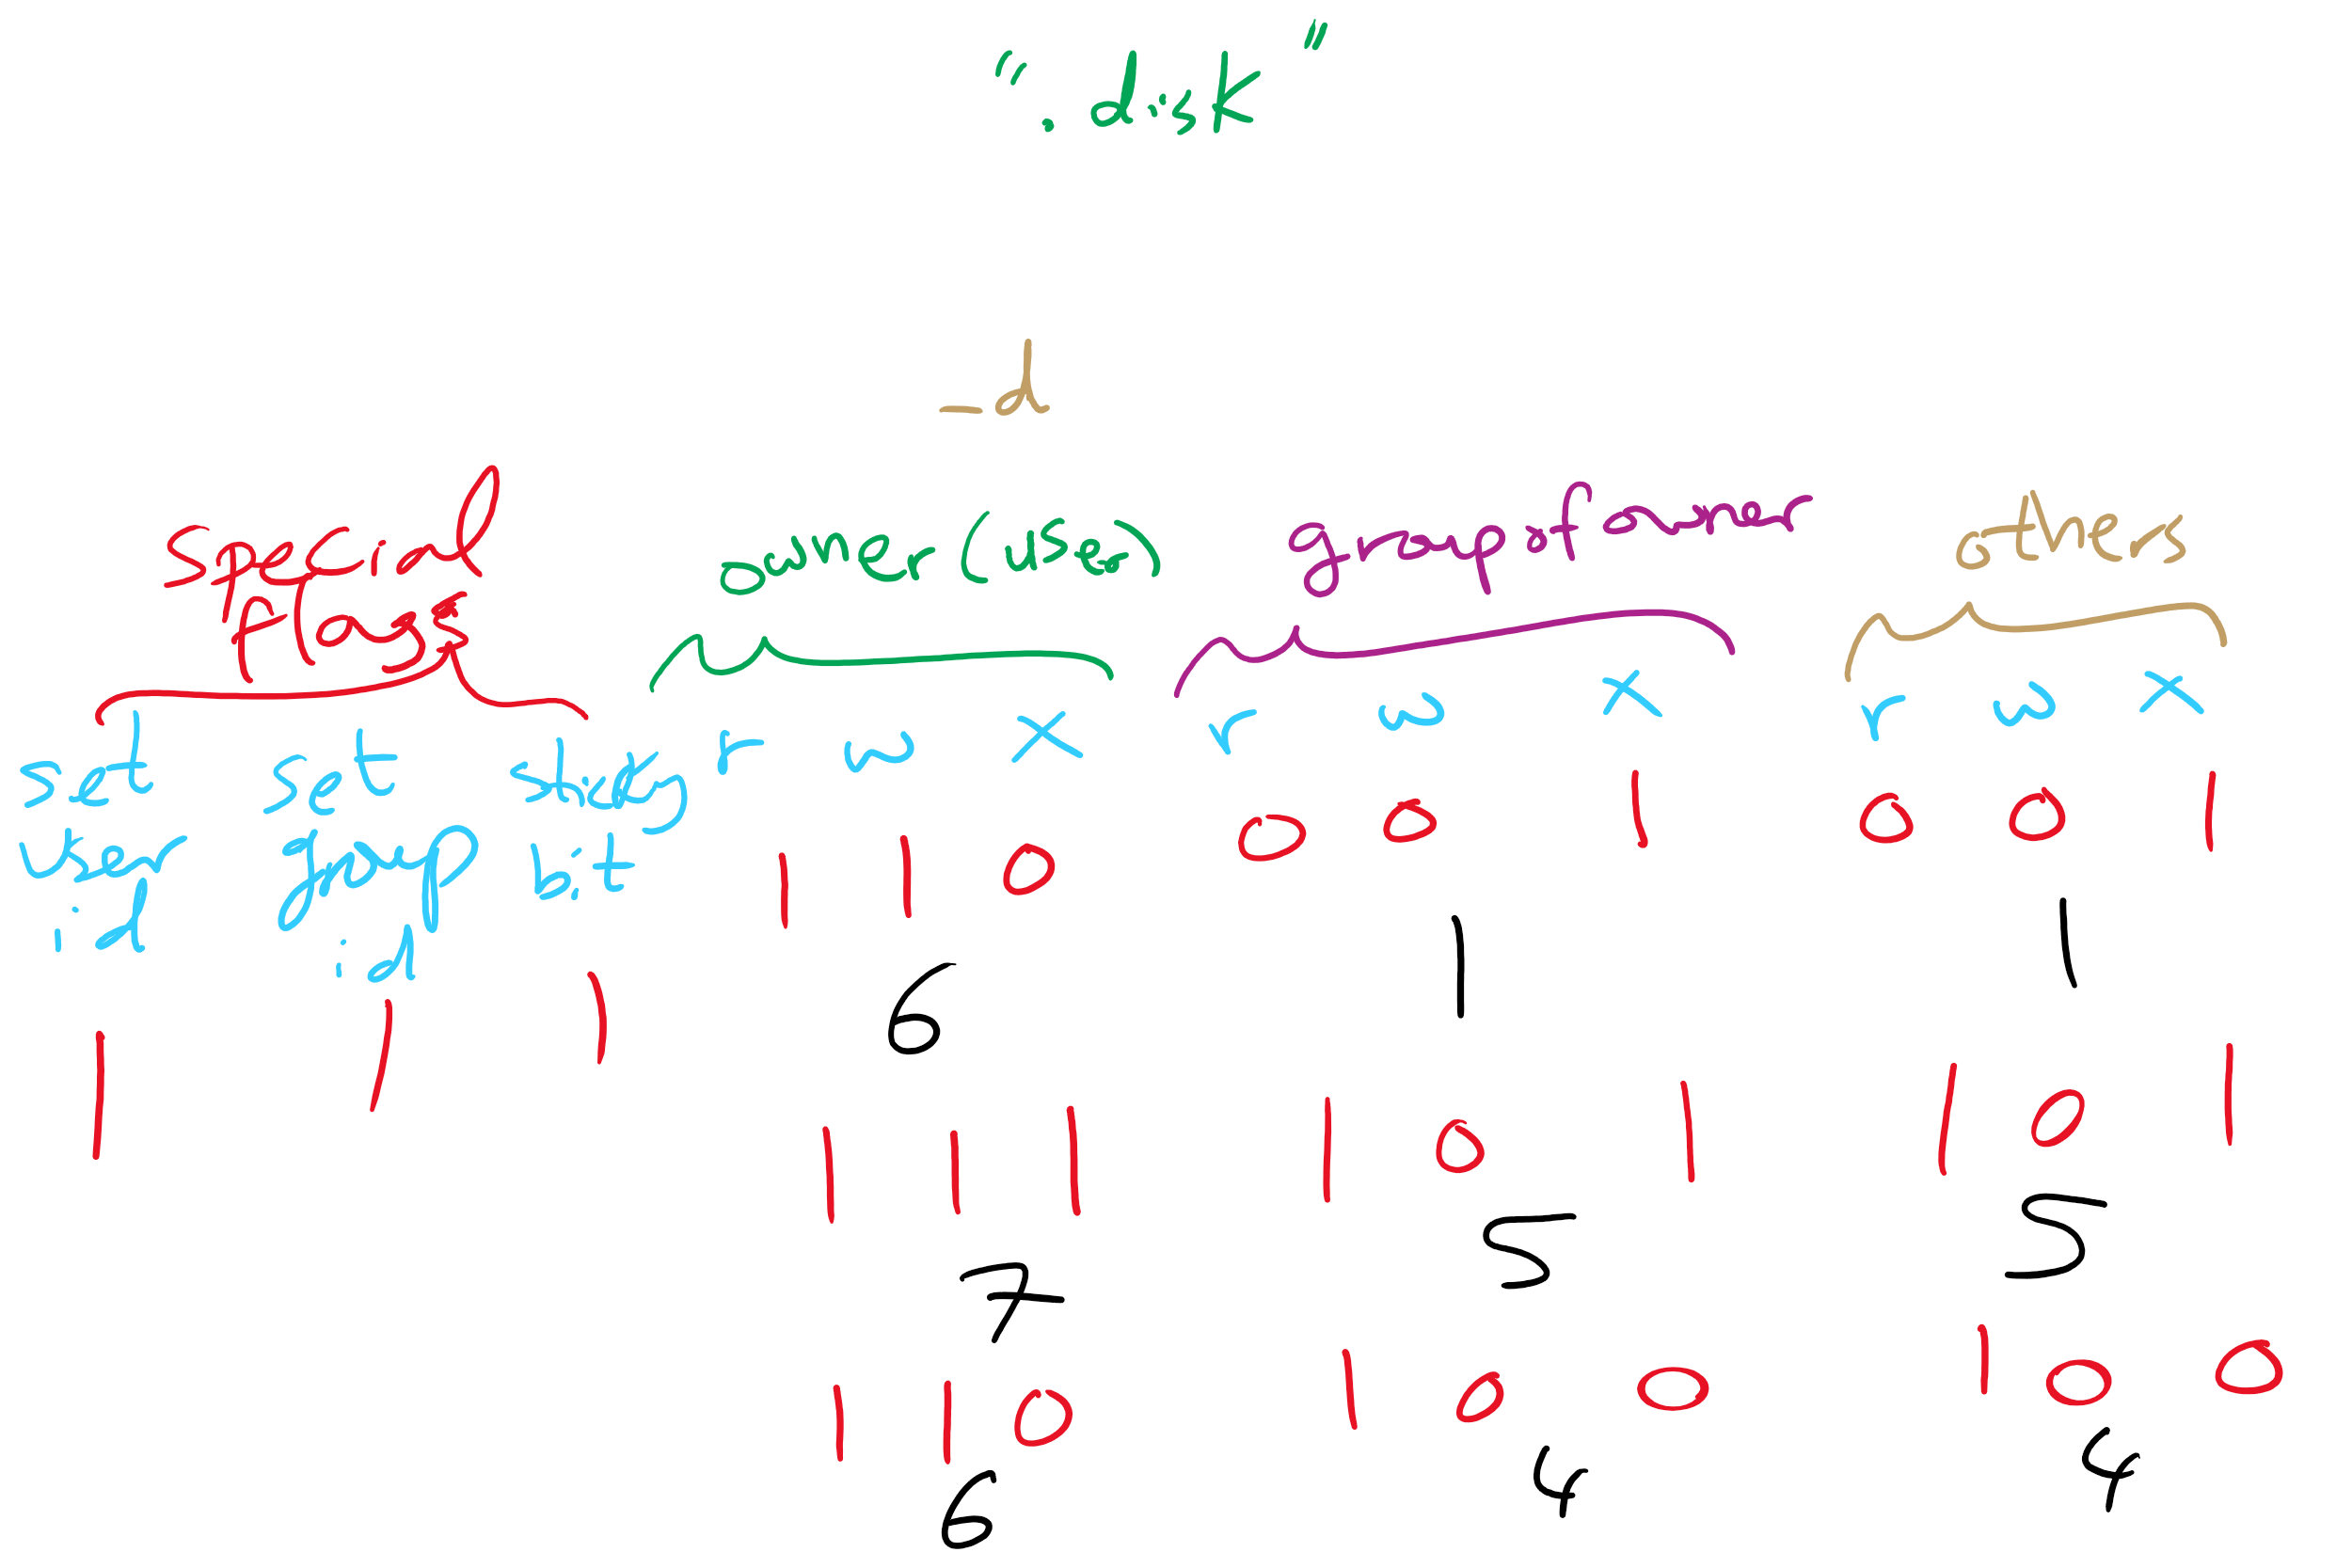 “. disk”
-d
special owner (user) group of owner others
flags
set set sticky r w x r w x r w x
user group bit 1 1 0 0 0 1 0 0 1
id id
1 1 1 6 1 1
1 1 1 1 0 1 1 0 1
7 5 5
1 1 0 1 0 0 1 0 0
6 4 4